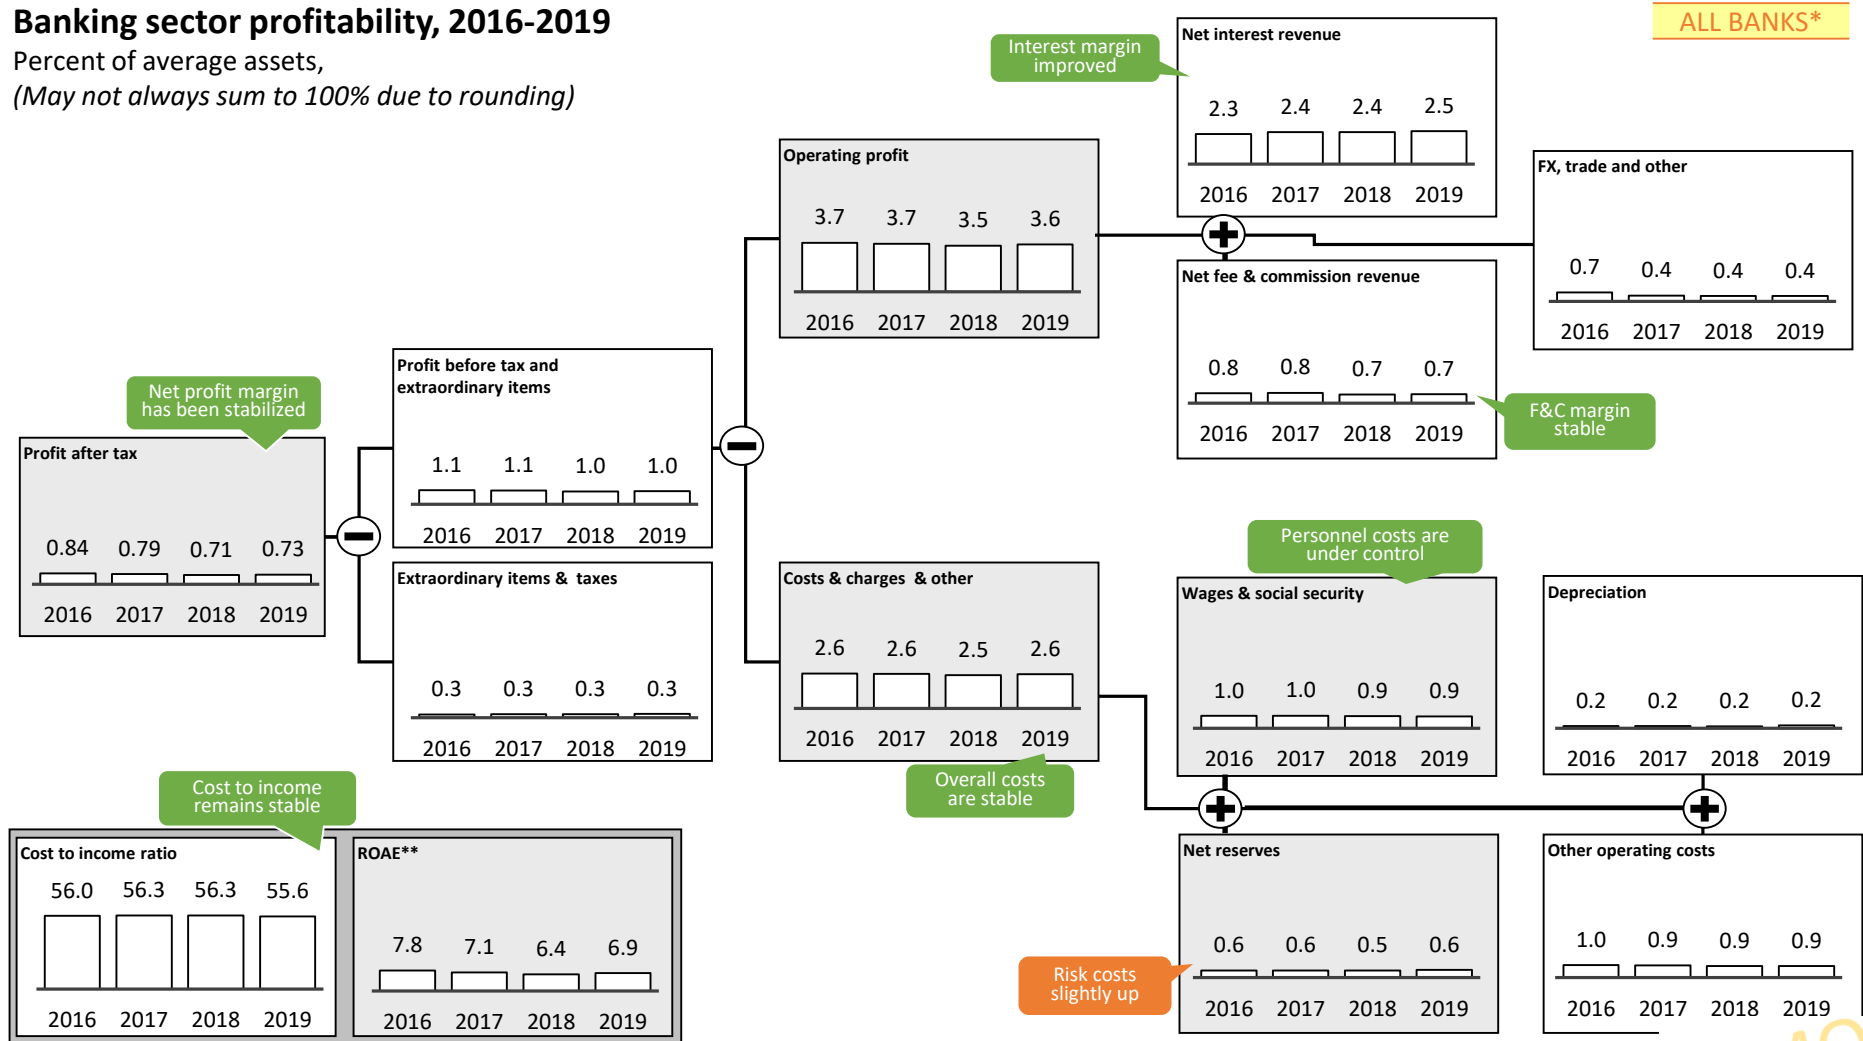 Banking sector profitability, 2016-2019
Percent of average assets,
(May not always sum to 100% due to rounding)
ALL BANKS*
Interest margin
improved
Net interest revenue
2.3 2.4 2.4 2.5
2016 2017 2018 2019
Operating profit
3.7 3.7 3.5 3.6
2016 2017 2018 2019
FX, trade and other
0.7 0.4 0.4 0.4
2016 2017 2018 2019
Net fee & commission revenue
0.8 0.8 0.7 0.7
2016 2017 2018 2019
F&C margin
stable
Net profit margin
has been stabilized
Profit after tax
0.84 0.79 0.71 0.73
2016 2017 2018 2019
Profit before tax and
extraordinary items
1.1 1.1 1.0 1.0
2016 2017 2018 2019
Extraordinary items & taxes
0.3 0.3 0.3 0.3
2016 2017 2018 2019
Costs & charges & other
2.6 2.6 2.5 2.6
2016 2017 2018 2019
Overall costs
are stable
Personnel costs are
under control
Wages & social security
1.0 1.0 0.9 0.9
2016 2017 2018 2019
Depreciation
0.2 0.2 0.2 0.2
2016 2017 2018 2019
Cost to income
remains stable
Cost to income ratio
56.0 56.3 56.3 55.6
2016 2017 2018 2019
ROAE**
7.8 7.1 6.4 6.9
2016 2017 2018 2019
Risk costs
slightly up
Net reserves
0.6 0.6 0.5 0.6
2016 2017 2018 2019
Other operating costs
1.0 0.9 0.9 0.9
2016 2017 2018 2019